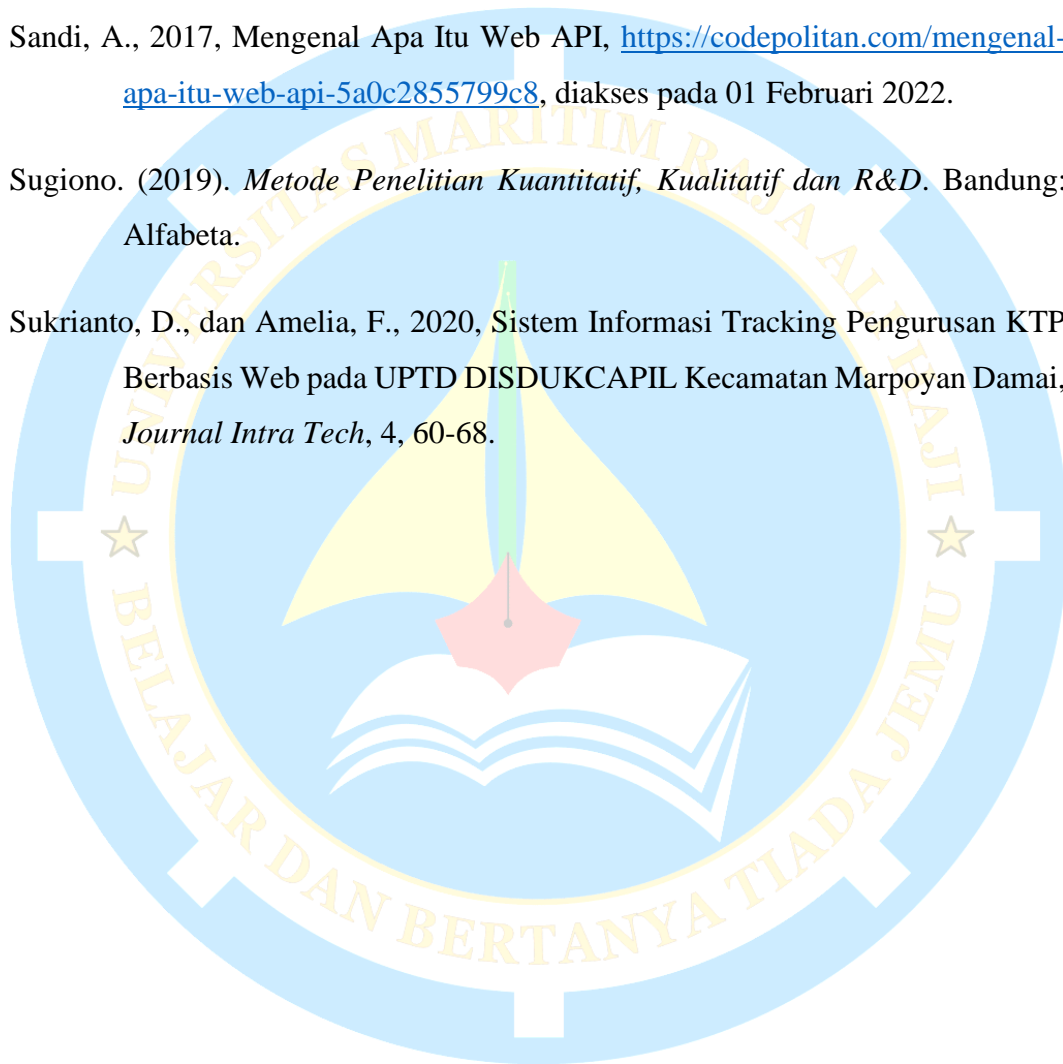 Sandi, A., 2017, Mengenal Apa Itu Web API, https://codepolitan.com/mengenal-
apa-itu-web-api-5a0c2855799c8, diakses pada 01 Februari 2022.
Sugiono. (2019). Metode Penelitian Kuantitatif, Kualitatif dan R&D. Bandung:
Alfabeta.
Sukrianto, D., dan Amelia, F., 2020, Sistem Informasi Tracking Pengurusan KTP
Berbasis Web pada UPTD DISDUKCAPIL Kecamatan Marpoyan Damai,
Journal Intra Tech, 4, 60-68.
UNIVERSITAS MARITIM RAJA ALI HAJI
BELAJAR DAN BERTANYA TIADA JEMU